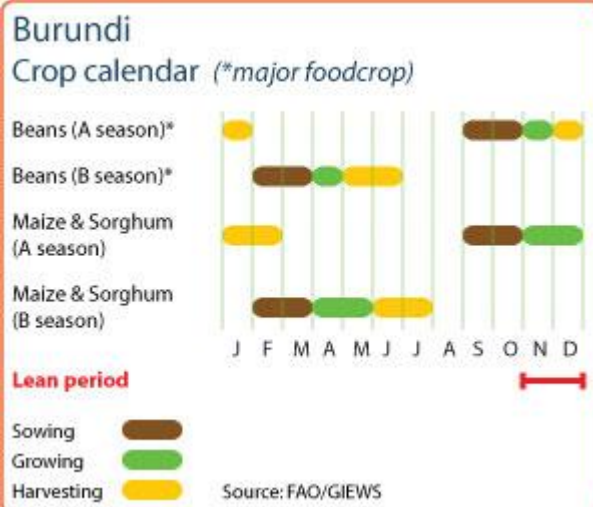 Burundi
Crop calendar (*major foodcrop)
Beans (A season)*
Beans (B season)*
Maize & Sorghum
(A season)
Maize & Sorghum
(B season)
J F M A M J J A S O N D
Lean period
Sowing
Growing
Harvesting
Source: FAO/GIEWS